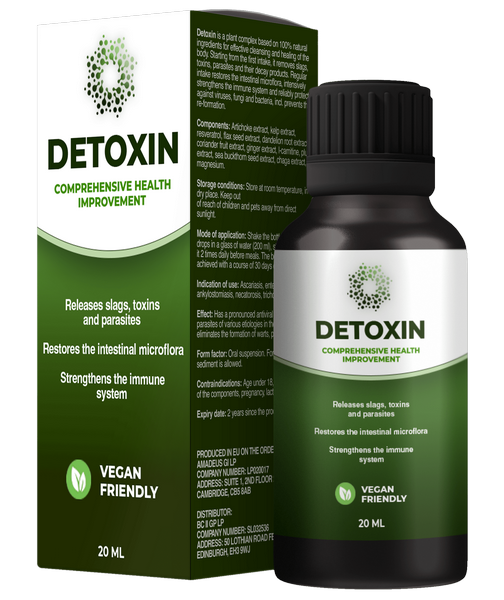 DETOXIN
COMPREHENSIVE HEALTH
IMPROVEMENT
Releases slags, toxins
and parasites
Restores the intestinal microflora
Strengthens the immune
system
VEGAN
FRIENDLY
20 ML
Detoxin is a plant complex based on 100% natural
ingredients for effective cleansing and healing of the
body. Starting from the first intake, it removes slags,
toxins, parasites and their decay products. Regular
intake restores the intestinal microflora, intensively
strengthens the immune system and reliably protect
against viruses, fungi and bacteria, ind, prevents th
re-formation.
Components: Artichoke extract, kelp extract,
resveratrol, flax seed extract, dandelion root extract
coriander fruit extract, ginger extract, L-carnitine,
extract, sea buckthorn seed extract, chaga extract
magnesium.
Storage conditions: Store at room temperature, in
dry place. Keep out
of reach of children and pets away from direct
sunlight.
Mode of application: Shake the bott
drops in a glass of water (200 ml),
it 2 times daily before meals. The b
achieved with a course of 30 days
Indication of use: Ascariasis, ent
ankylostomiasis, necatorosis, trich
Effect: Has a pronounced antiviral
parasites of various etiologies in the
eliminates the formation of warts, p
Form factor: Oral suspension. For
sediment is allowed.
Contraindications: Age under 18,
of the components, pregnancy, lact
Expiry date: 2 years since the pro
PRODUCED IN EU ON THE ORDE
AMADEUS GI LP
COMPANY NUMBER: LP020017
ADDRESS: SUITE 1, 2ND FLOOR
CAMBRIDGE, CB5 8AB
DISTRIBUTOR:
BC II GP LP
COMPANY NUMBER: SL032536
ADDRESS: 50 LOTHIAN ROAD FE
EDINBURGH, EH3 9WJ
DETOXIN
COMPREHENSIVE HEALTH
IMPROVEMENT
Releases slags, toxins
and parasites
Restores the intestinal microflora
Strengthens the immune
system
VEGAN
FRIENDLY
20 ML